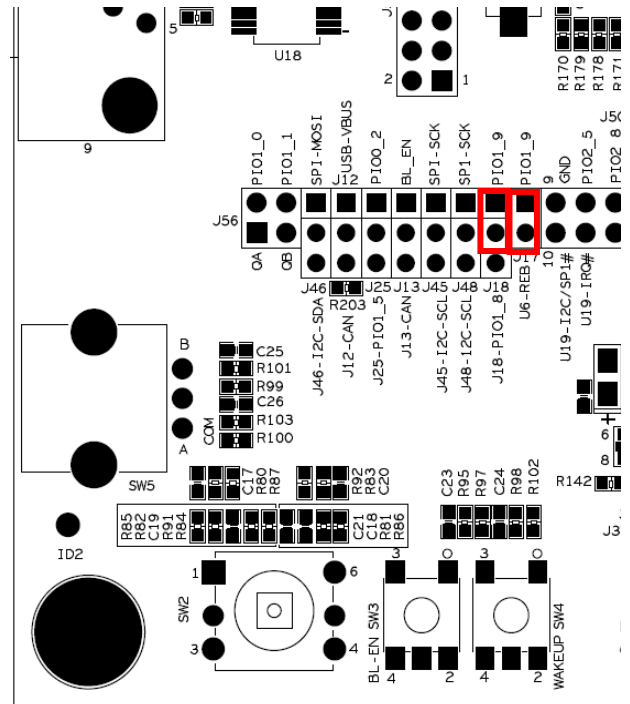 5
U18
2
1
R170
R179
R178
R171
9
PIO1_0
PIO1_1
SPI-MOSI
USB-VBUS
J12
PIO0_2
BL_EN
SPI-SCK
SP1-SCK
PIO1_9
PIO1_9
9
GND
PIO2_5
PIO2_8
J50
J56
QA
QB
J46
R203
J25
J13
J45
J48
J18
J17
10
J46-I2C-SDA
J12-CAN
J25-PIO1_5
J13-CAN
J45-I2C-SCL
J48-I2C-SCL
J18-PIO1_8
U6-REB
U19-I2C/SP1#
U19-IRQ#
B
A
COM
C25
R101
R99
C26
R103
R100
SW5
C17
R80
R87
R92
R83
C20
C23
R95
R97
C24
R98
R102
+
6
8
R142
R85
R82
C19
R91
R84
C21
C18
R81
R86
ID2
1
6
SW2
3
4
3
O
BL-EN SW3
4
2
3
O
WAKEUP SW4
4
2